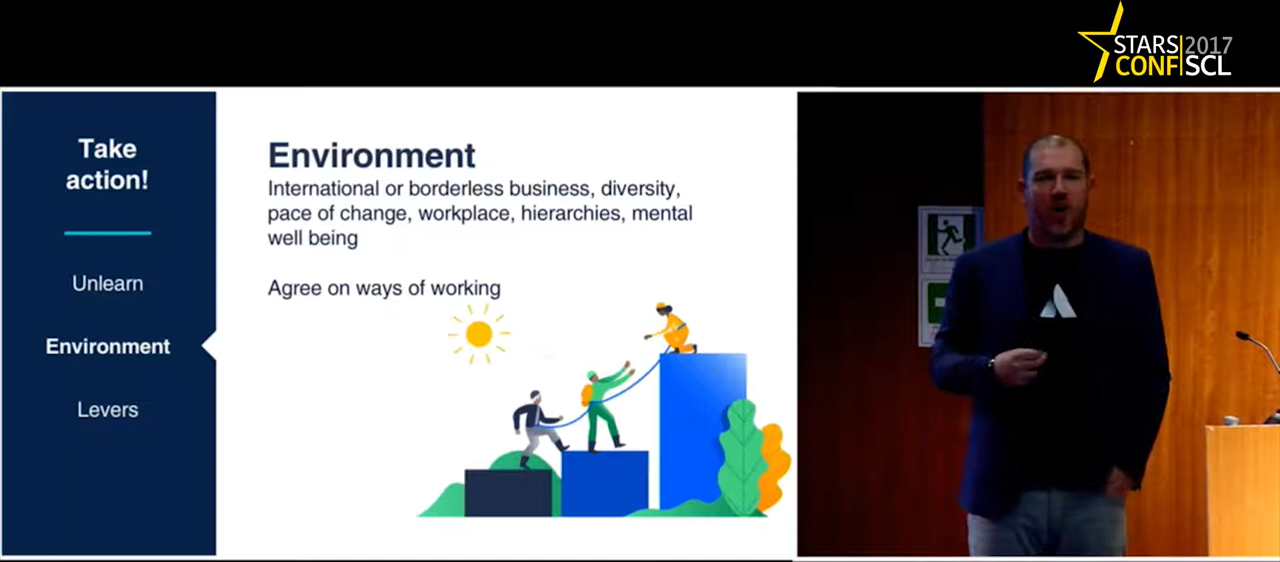 STARS 2017
CONF SCL
Take
action!
Unlearn
Environment
Levers
Environment
International or borderless business, diversity,
pace of change, workplace, hierarchies, mental
well being
Agree on ways of working